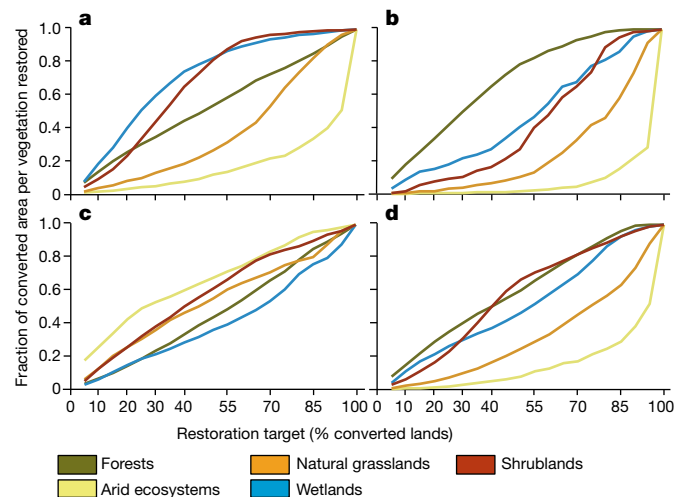 Fraction of converted area per vegetation restored
a
b
1.0
0.8
0.6
0.4
0.2
0
c
d
1.0
0.8
0.6
0.4
0.2
0
0 10 20 30 40 55 70 85 100
0 10 20 30 40 55 70 85 100
Restoration target (% converted lands)
Forests Natural grasslands Shrublands
Arid ecosystems Wetlands